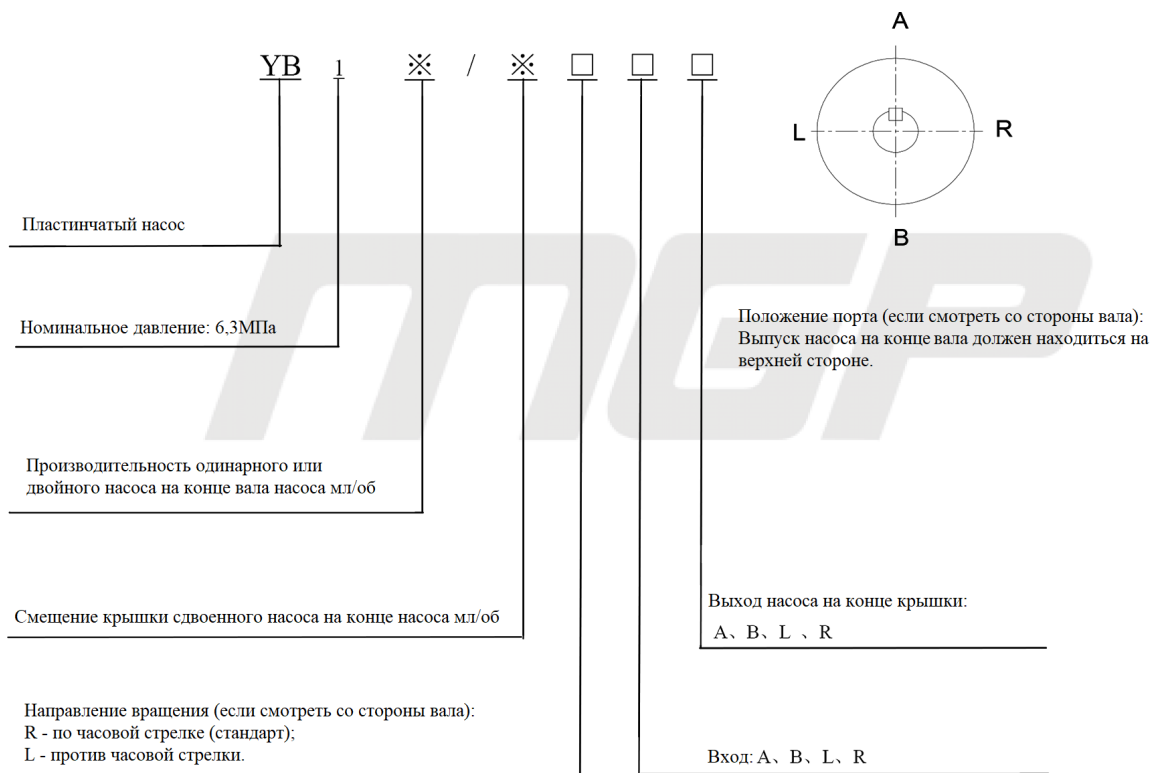 YB 1 ※ / ※ □ □ □
A
L
R
B
Пластинчатый насос
Номинальное давление: 6,3МПа
Положение порта (если смотреть со стороны вала):
Выпуск насоса на конце вала должен находиться на
верхней стороне.
MGP
Производительность одинарного или
двойного насоса на конце вала насоса мл/об
Смещение крышки сдвоенного насоса на конце насоса мл/об
Выход насоса на конце крышки:
A、B、L 、R
Направление вращения (если смотреть со стороны вала):
R - по часовой стрелке (стандарт);
L - против часовой стрелки.
Вход: A、B、L、R